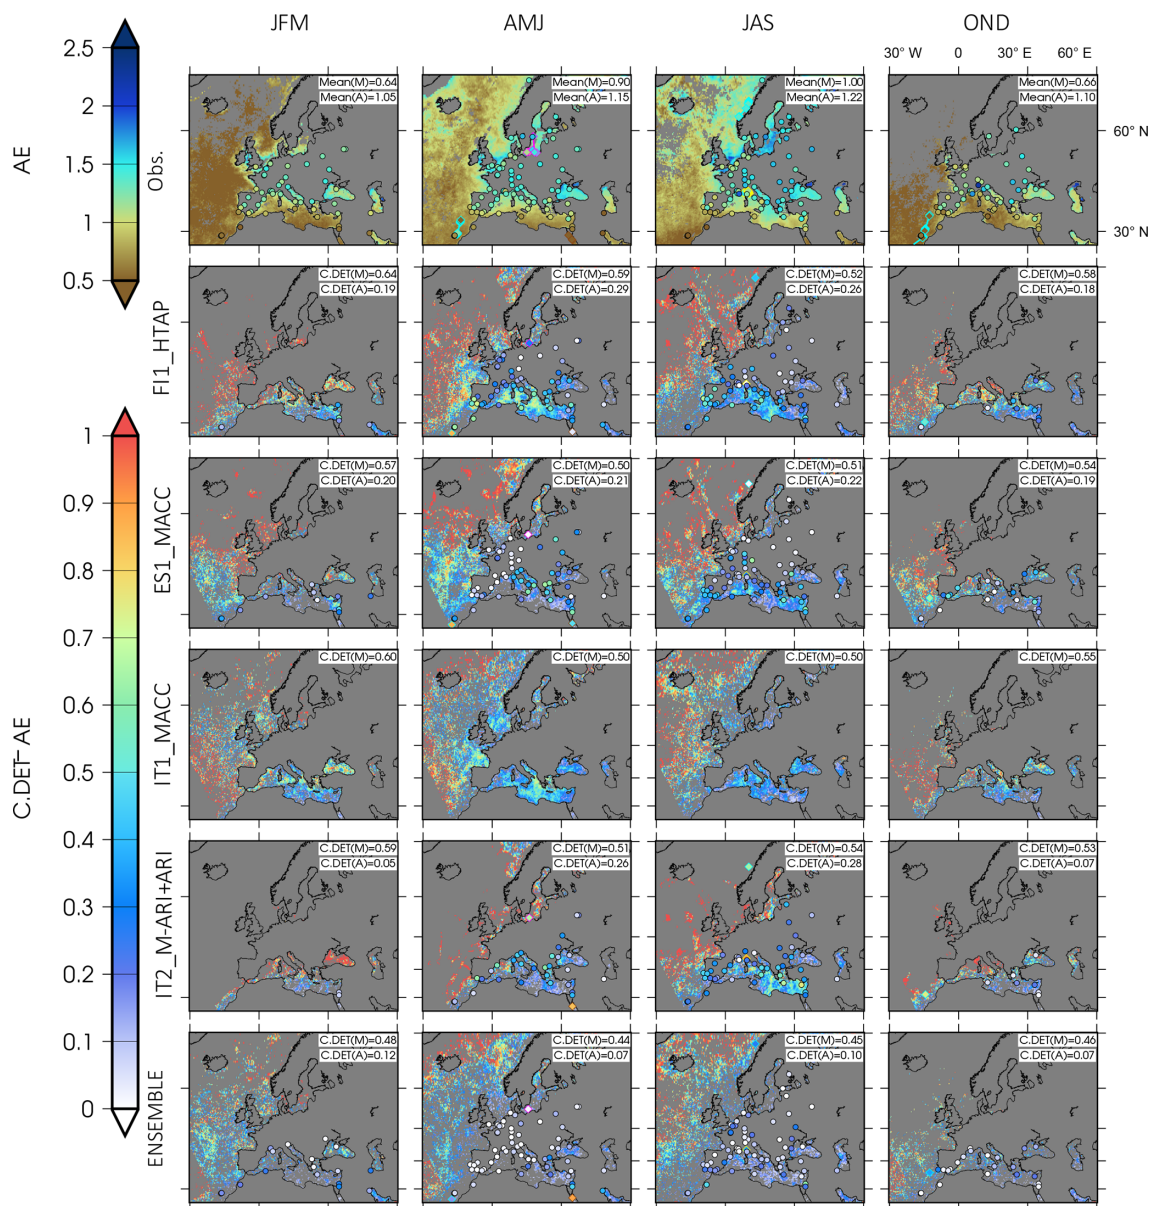 JFM AMJ JAS OND
30° W 0 30° E 60° E
2.5
2
1.5
1
0.5
AE
Obs.
Mean(M)=0.64
Mean(A)=1.05
Mean(M)=0.90
Mean(A)=1.15
Mean(M)=1.00
Mean(A)=1.22
Mean(M)=0.66
Mean(A)=1.10
60° N
30° N
FI1_HTAP
C.DET(M)=0.64
C.DET(A)=0.19
C.DET(M)=0.59
C.DET(A)=0.29
C.DET(M)=0.52
C.DET(A)=0.26
C.DET(M)=0.58
C.DET(A)=0.18
1
0.9
0.8
0.7
0.6
0.5
0.4
0.3
0.2
0.1
0
C.DET-AE
ES1_MACC
C.DET(M)=0.57
C.DET(A)=0.20
C.DET(M)=0.50
C.DET(A)=0.21
C.DET(M)=0.51
C.DET(A)=0.22
C.DET(M)=0.54
C.DET(A)=0.19
IT1_MACC
C.DET(M)=0.60
C.DET(M)=0.50
C.DET(M)=0.50
C.DET(M)=0.55
IT2_M-ARI+ARI
C.DET(M)=0.59
C.DET(A)=0.05
C.DET(M)=0.51
C.DET(A)=0.26
C.DET(M)=0.54
C.DET(A)=0.28
C.DET(M)=0.53
C.DET(A)=0.07
ENSEMBLE
C.DET(M)=0.48
C.DET(A)=0.12
C.DET(M)=0.44
C.DET(A)=0.07
C.DET(M)=0.45
C.DET(A)=0.10
C.DET(M)=0.46
C.DET(A)=0.07